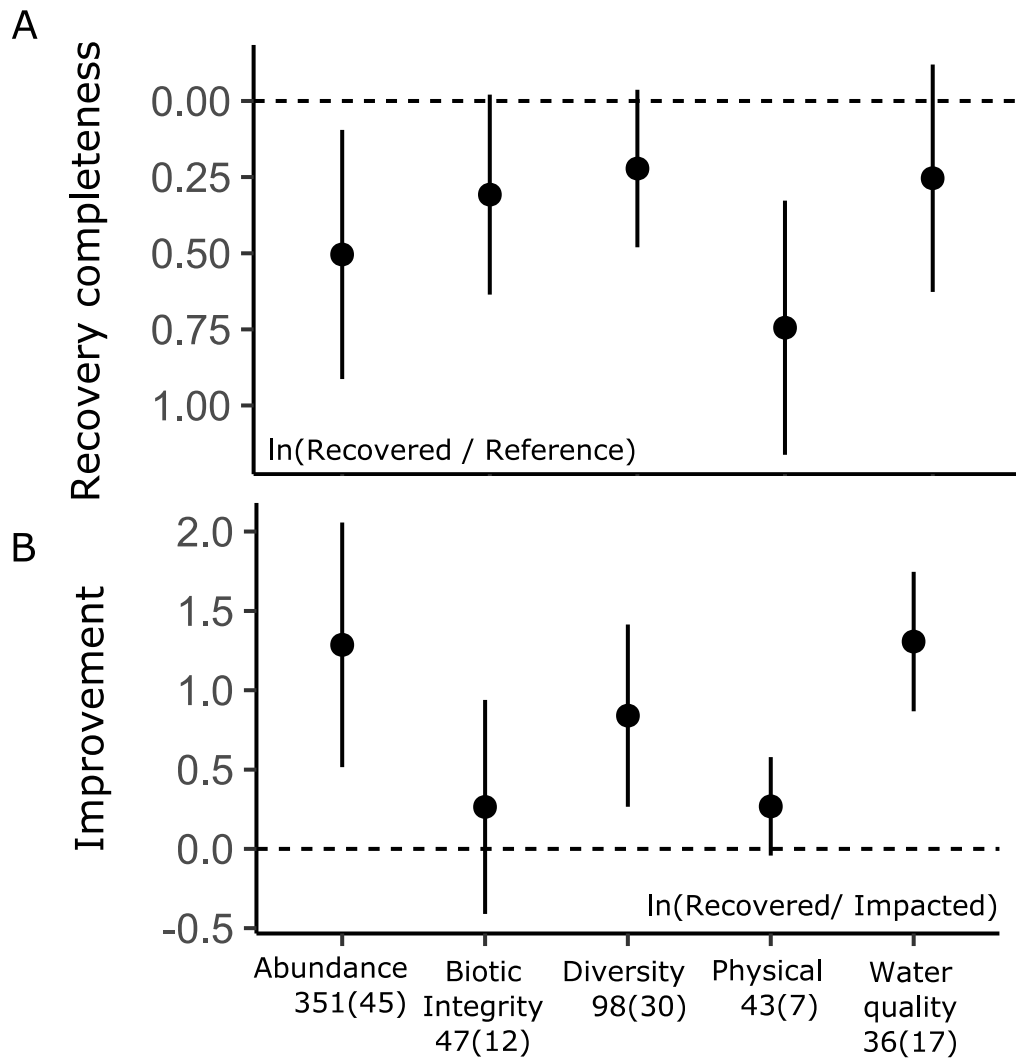 A
Recovery completeness
0.00
0.25
0.50
0.75
1.00
ln(Recovered / Reference)
B
Improvement
2.0
1.5
1.0
0.5
0.0
-0.5
ln(Recovered/ Impacted)
Abundance
351(45)
Biotic
Integrity
47(12)
Diversity
98(30)
Physical
43(7)
Water
quality
36(17)